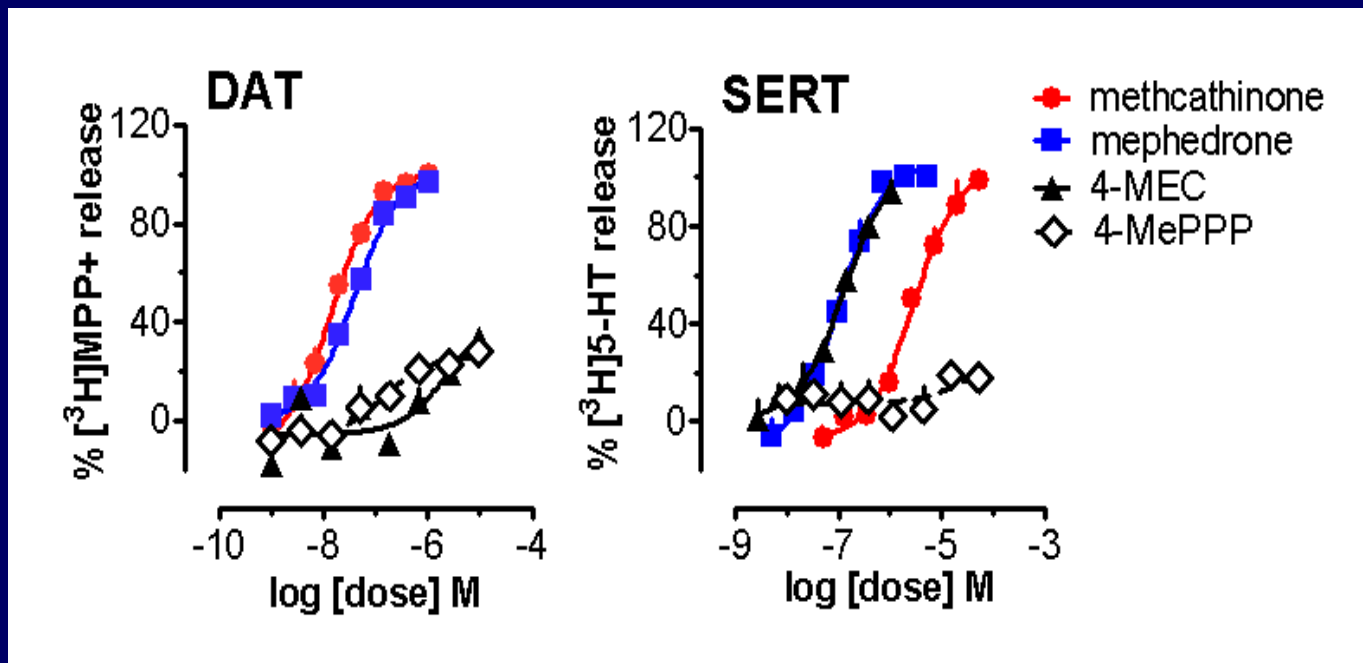 DAT
120
80
40
0
% [³H]MPP+ release
-10 -8 -6 -4
log [dose] M
SERT
120
80
40
0
% [³H]5-HT release
-9 -7 -5 -3
log [dose] M
methcathinone
mephedrone
4-MEC
4-MePPP